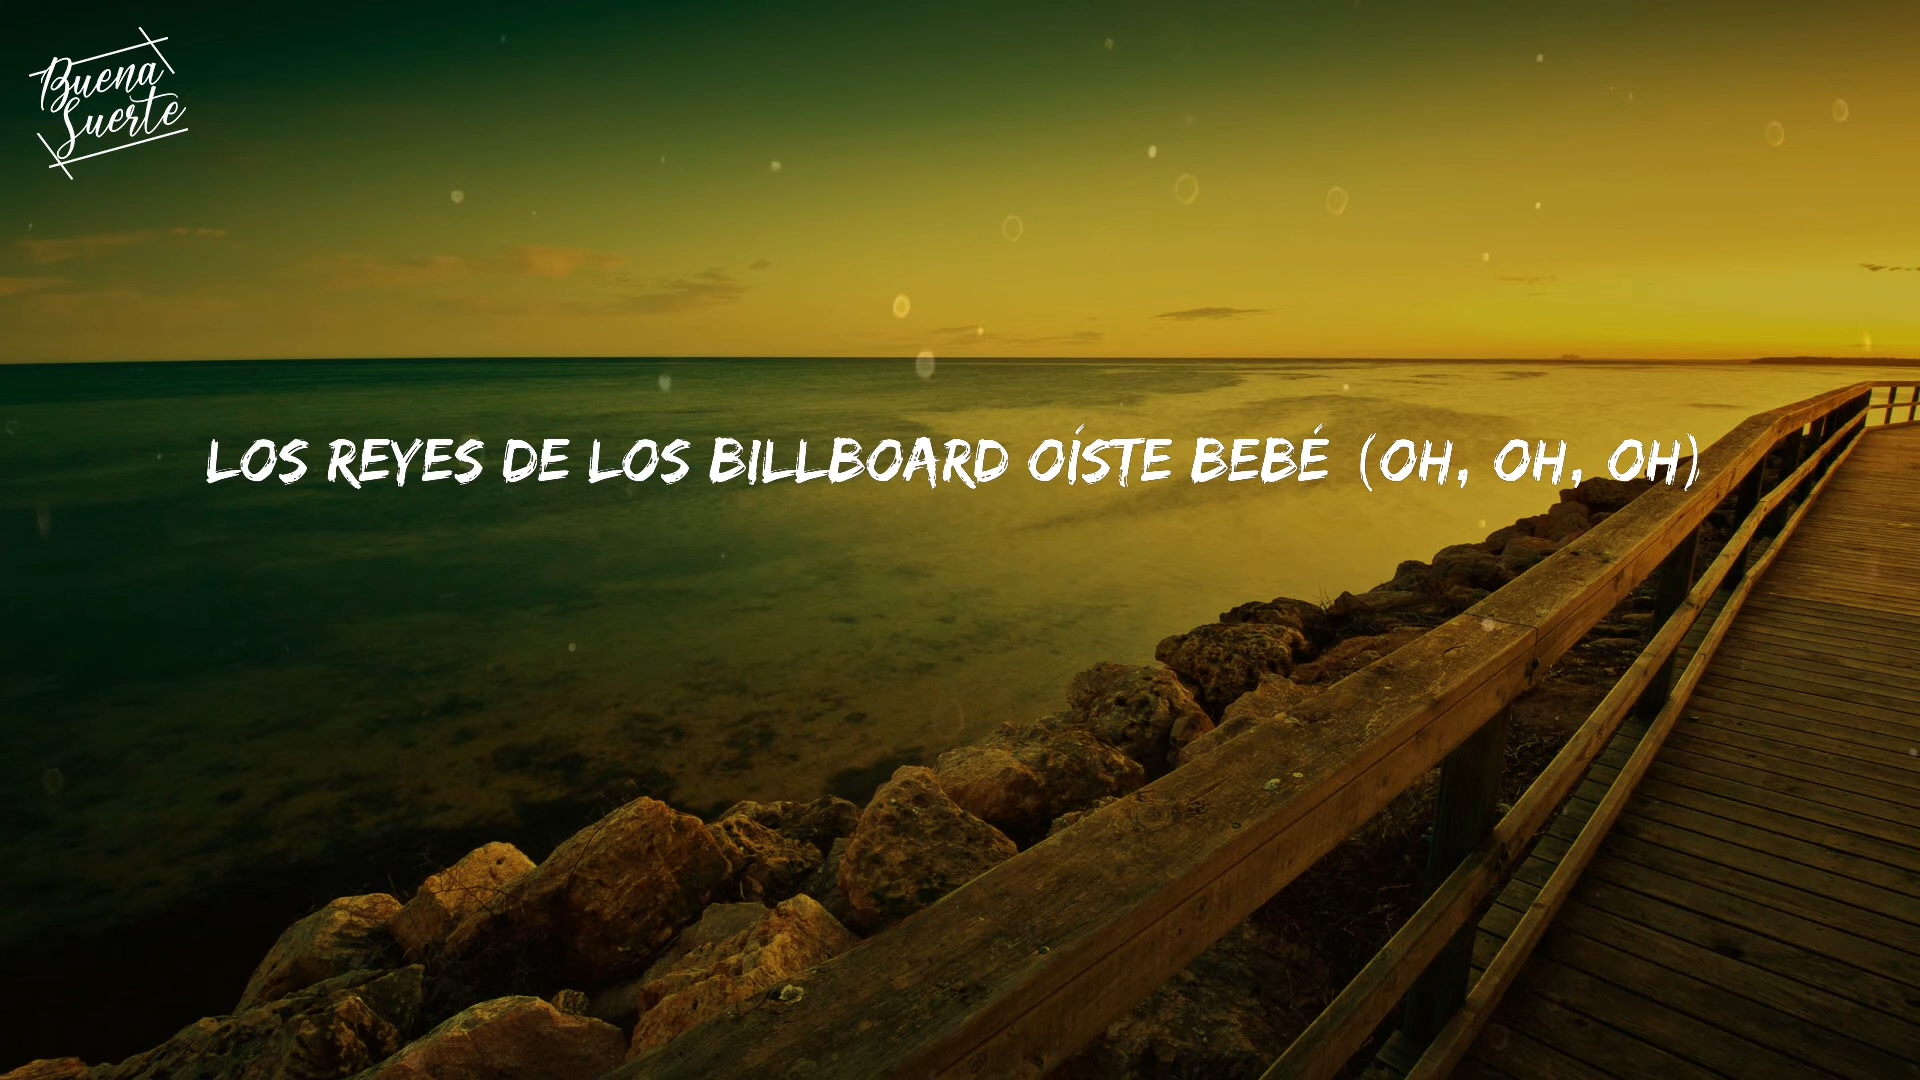 Buena
Suerte
LOS REYES DE LOS BILLBOARD OÍSTE BEBÉ (OH, OH, OH)